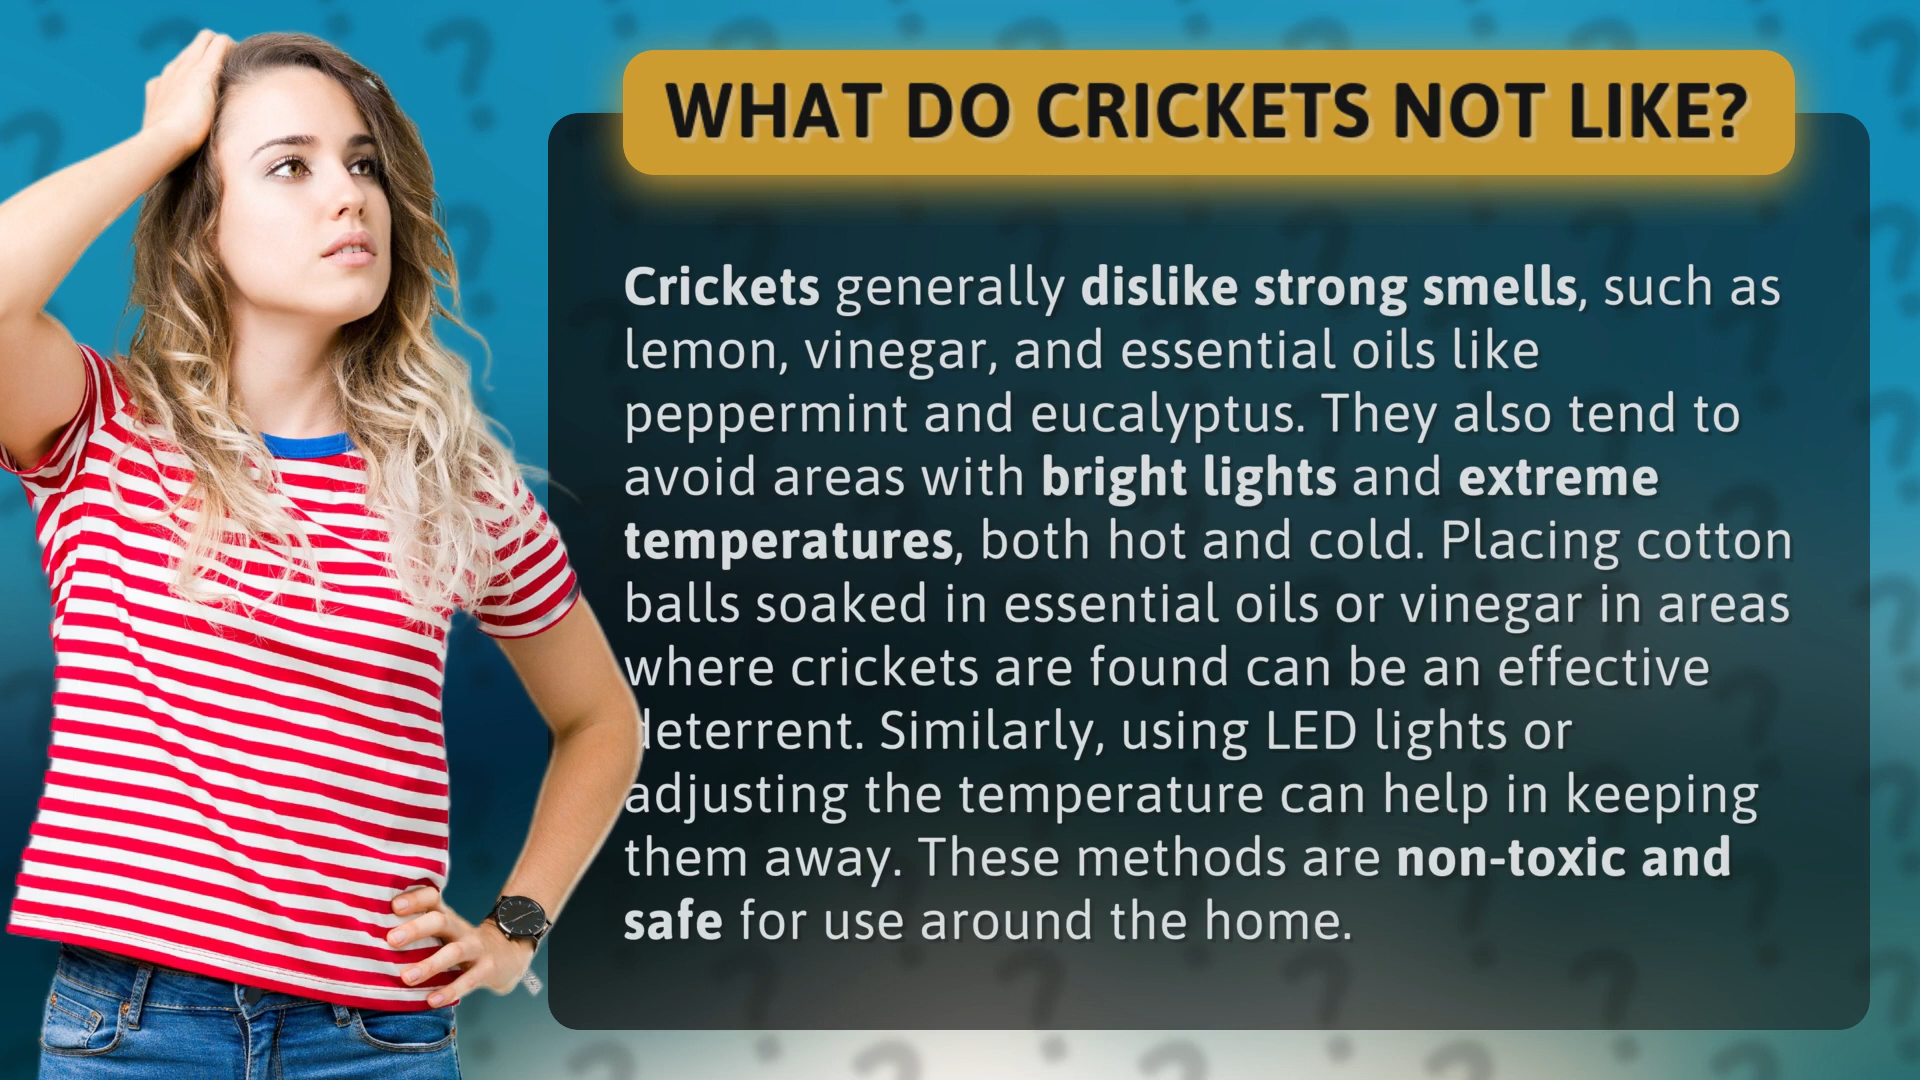 WHAT DO CRICKETS NOT LIKE?
Crickets generally dislike strong smells, such as
lemon, vinegar, and essential oils like
peppermint and eucalyptus. They also tend to
avoid areas with bright lights and extreme
temperatures, both hot and cold. Placing cotton
balls soaked in essential oils or vinegar in areas
where crickets are found can be an effective
deterrent. Similarly, using LED lights or
adjusting the temperature can help in keeping
them away. These methods are non-toxic and
safe for use around the home.